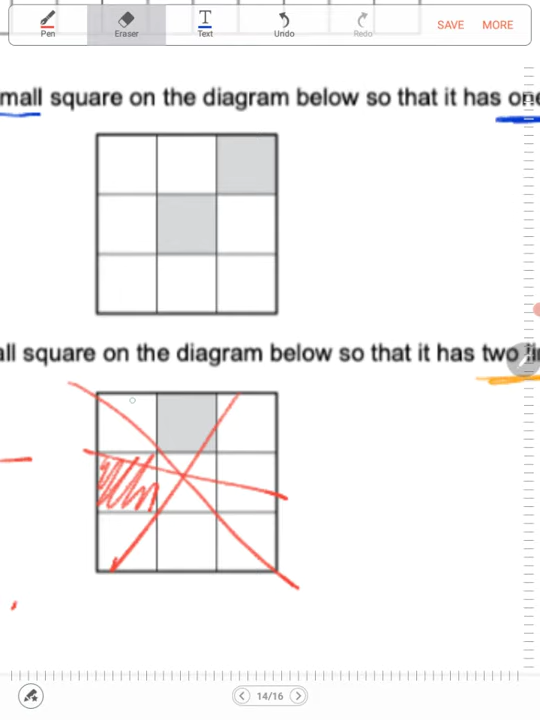 Pen Eraser Text Undo Redo SAVE MORE
mall square on the diagram below so that it has one
all square on the diagram below so that it has two
14/16